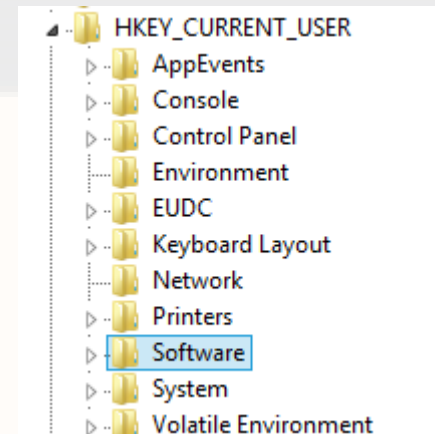 HKEY_CURRENT_USER
AppEvents
Console
Control Panel
Environment
EUDC
Keyboard Layout
Network
Printers
Software
System
Volatile Environment